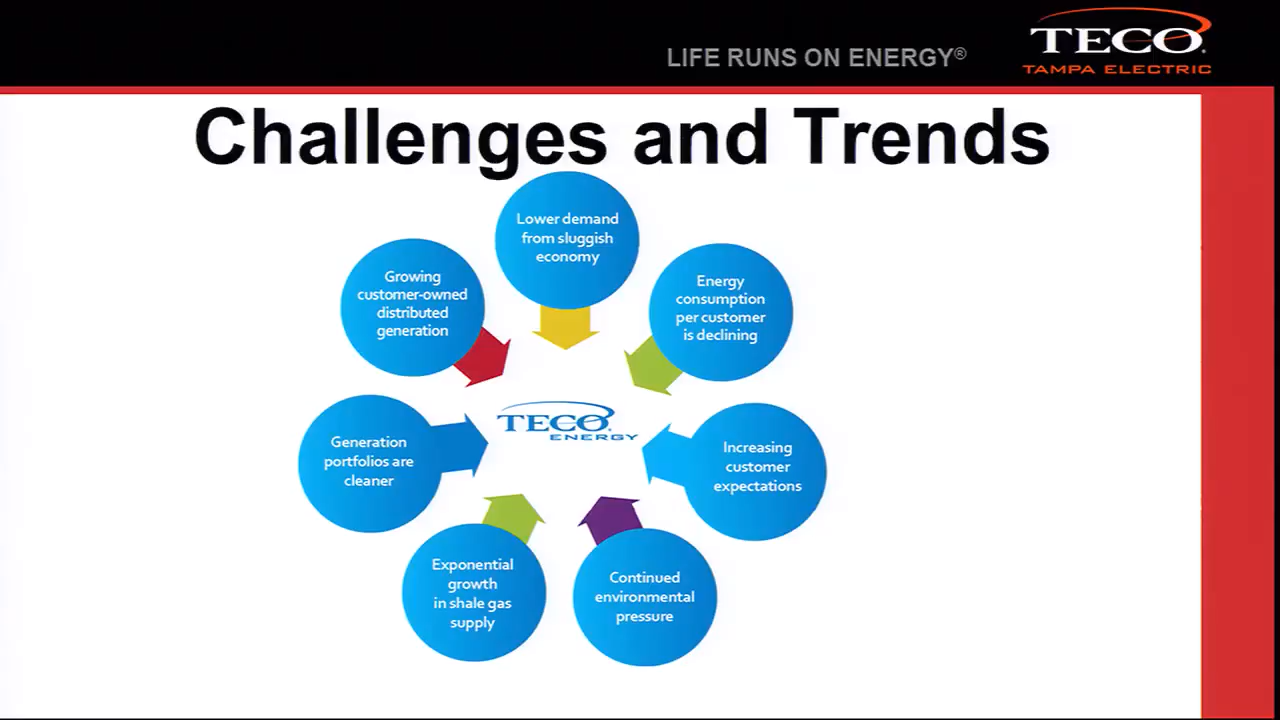 LIFE RUNS ON ENERGY®
TECO.
TAMPA ELECTRIC
Challenges and Trends
Lower demand
from sluggish
economy
Energy
consumption
per customer
is declining
Increasing
customer
expectations
Continued
environmental
pressure
Exponential
growth
in shale gas
supply
Generation
portfolios are
cleaner
Growing
customer-owned
distributed
generation
TECO.
ENERGY